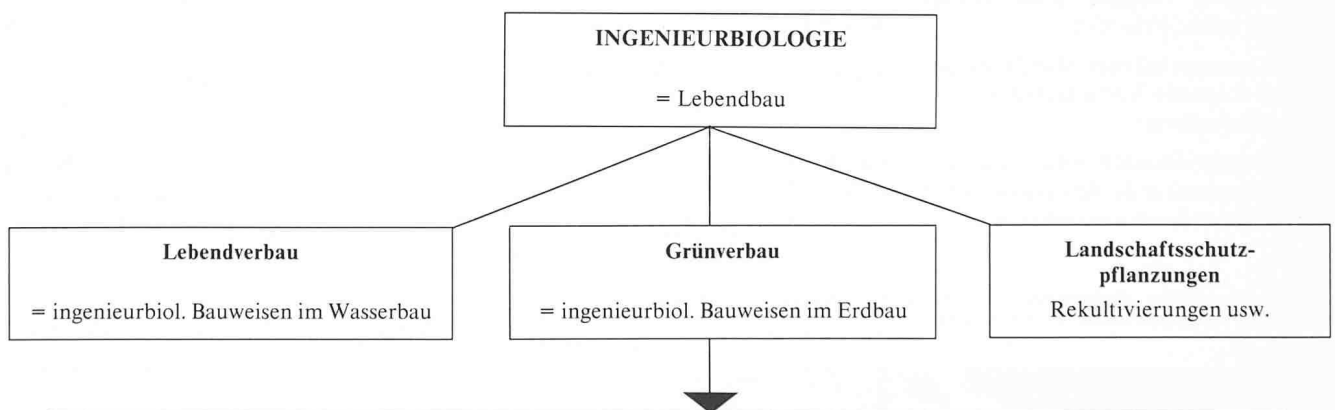 INGENIEURBIOLOGIE
= Lebendbau
Lebendverbau
= ingenieurbiol. Bauweisen im Wasserbau
Grünverbau
= ingenieurbiol. Bauweisen im Erdbau
Landschaftsschutz-
pflanzungen
Rekultivierungen usw.